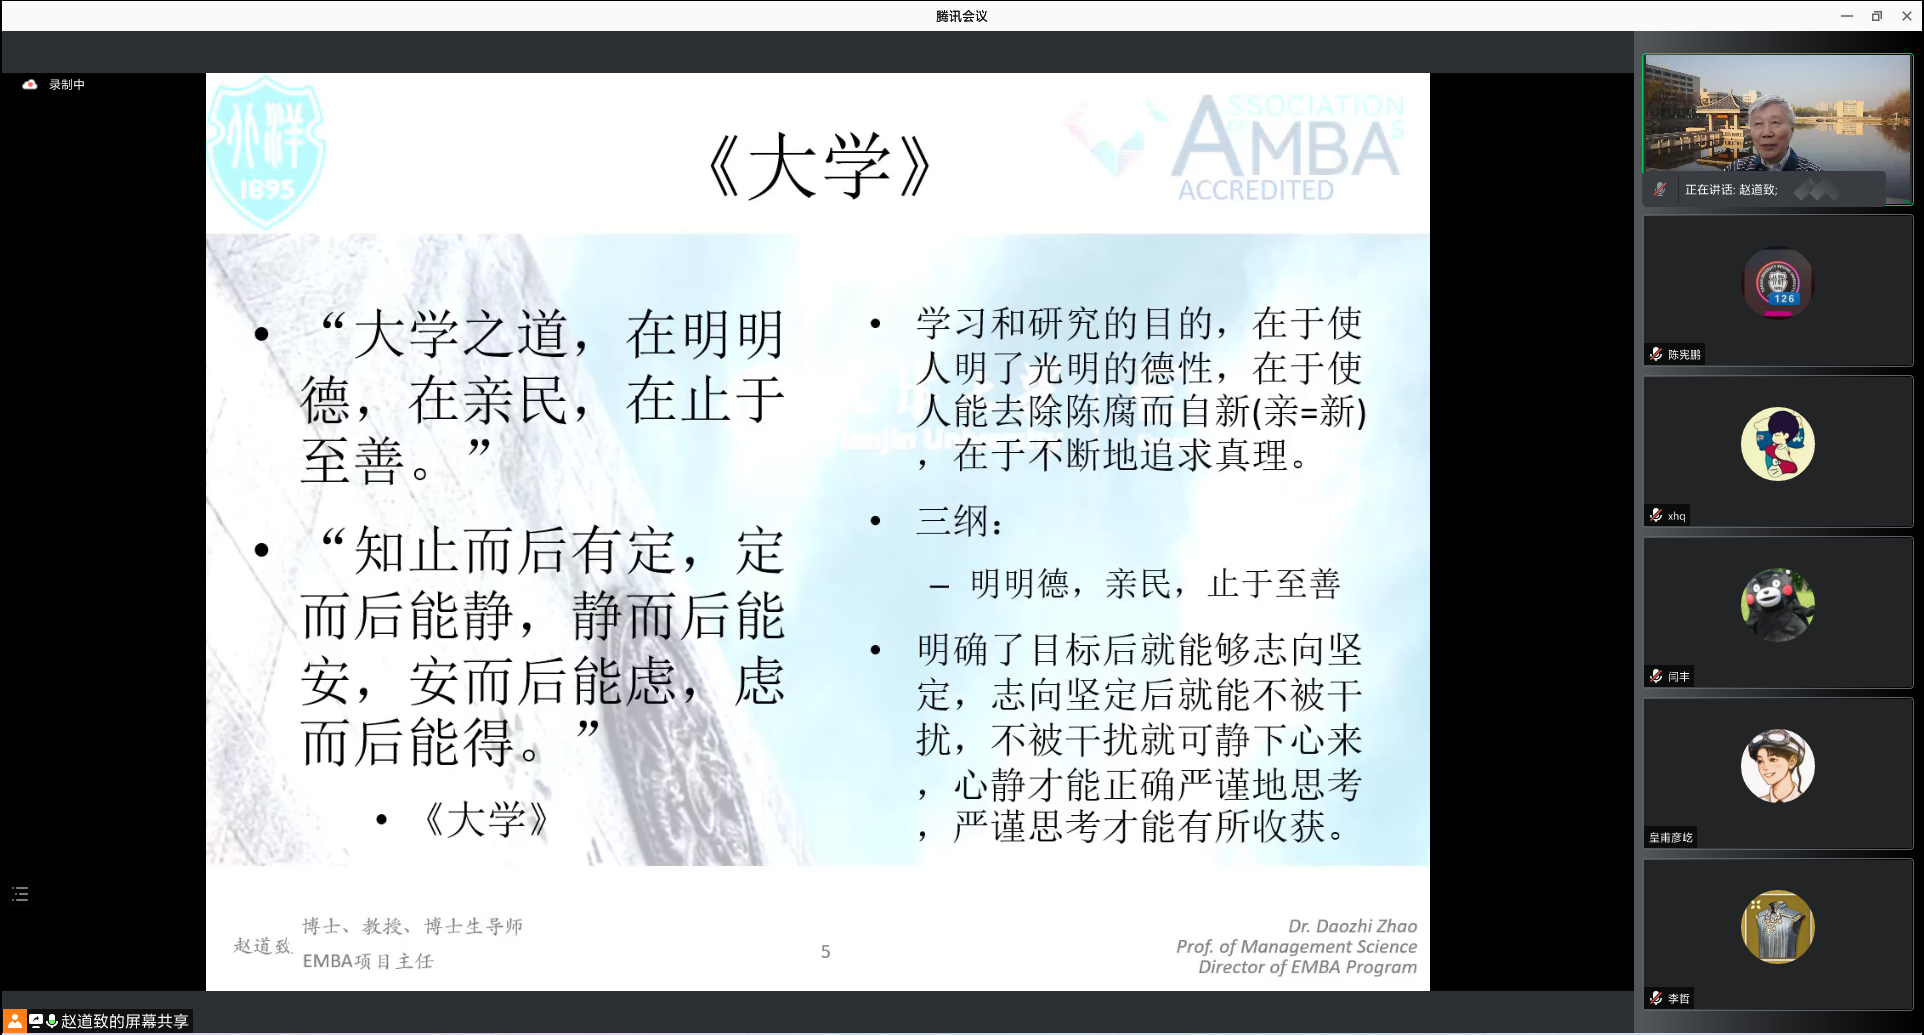 腾讯会议
录制中
北洋
1895
《大学》
ASSOCIATION
OF
AMBA's
ACCREDITED
• “大学之道，在明明
德，在亲民，在止于
至善。”
• “知止而后有定，定
而后能静，静而后能
安，安而后能虑，虑
而后能得。”
• 《大学》
• 学习和研究的目的，在于使
人明了光明的德性，在于使
人能去除陈腐而自新(亲=新)
，在于不断地追求真理。
• 三纲：
– 明明德，亲民，止于至善
• 明确了目标后就能够志向坚
定，志向坚定后就能不被干
扰，不被干扰就可静下心来
，心静才能正确严谨地思考
，严谨思考才能有所收获。
赵道致
博士、教授、博士生导师
EMBA项目主任
5
Dr. Daozhi Zhao
Prof. of Management Science
Director of EMBA Program
赵道致的屏幕共享
正在讲话: 赵道致;
126
陈宪鹏
xhq
闫丰
皇甫彦屹
李哲